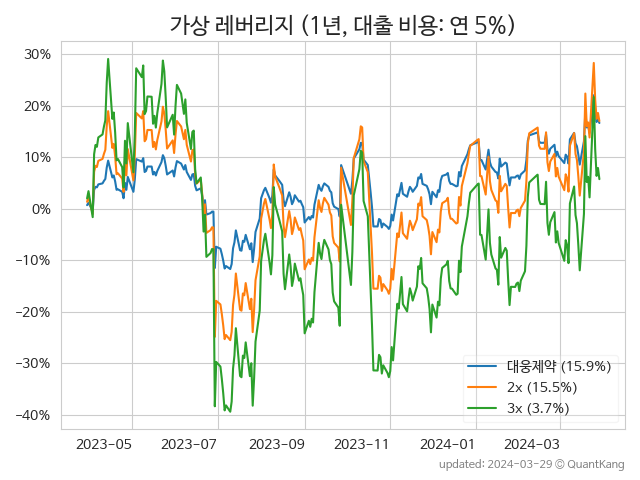 가상 레버리지 (1년, 대출 비용: 연 5%)
30%
20%
10%
0%
−10%
−20%
−30%
−40%
대웅제약 (15.9%)
2x (15.5%)
3x (3.7%)
2023-05 2023-07 2023-09 2023-11 2024-01 2024-03
updated: 2024-03-29 © QuantKang